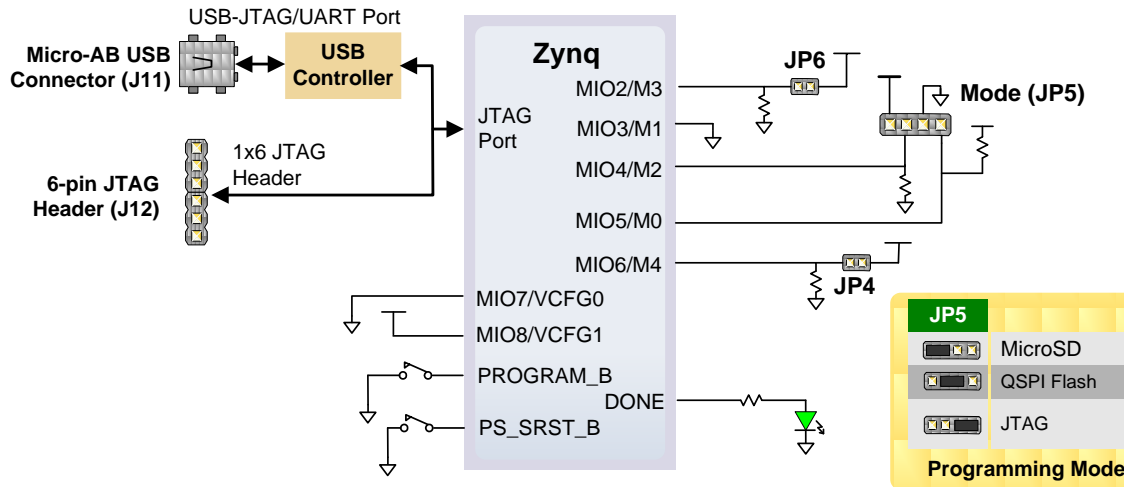 USB-JTAG/UART Port
Micro-AB USB
Connector (J11)
USB
Controller
1x6 JTAG
Header
6-pin JTAG
Header (J12)
Zynq
JTAG
Port
MIO2/M3
MIO3/M1
MIO4/M2
MIO5/M0
MIO6/M4
MIO7/VCFG0
MIO8/VCFG1
PROGRAM_B
DONE
PS_SRST_B
JP6
Mode (JP5)
JP4
JP5
MicroSD
QSPI Flash
JTAG
Programming Mode